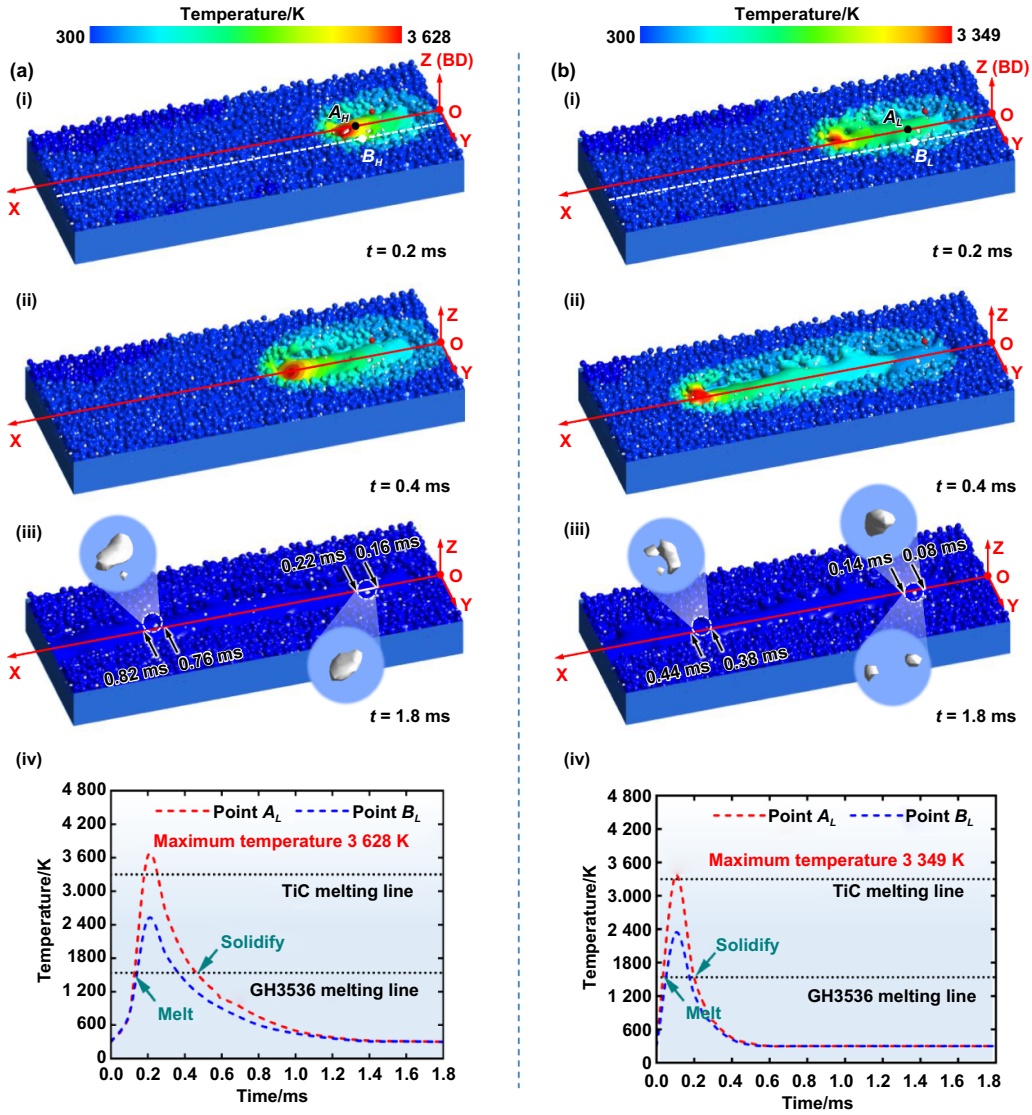 Temperature/K
300
3 628
(a)
(i)
Z (BD)
O
Y
X
A_H
B_H
t = 0.2 ms
(ii)
Z
O
Y
X
t = 0.4 ms
(iii)
Z
O
Y
X
0.22 ms
0.16 ms
0.82 ms
0.76 ms
t = 1.8 ms
(iv)
Temperature/K
4 800
4 200
3 600
3.000
2 400
1 800
1 200
600
0
Point A_L
Point B_L
Maximum temperature 3 628 K
TiC melting line
Solidify
GH3536 melting line
Melt
0.0 0.2 0.4 0.6 0.8 1.0 1.2 1.4 1.6 1.8
Time/ms
Temperature/K
300
3 349
(b)
(i)
Z (BD)
O
Y
X
A_L
B_L
t = 0.2 ms
(ii)
Z
O
Y
X
t = 0.4 ms
(iii)
Z
O
Y
X
0.14 ms
0.08 ms
0.44 ms
0.38 ms
t = 1.8 ms
(iv)
Temperature/K
4 800
4 200
3 600
3.000
2 400
1 800
1 200
600
0
Point A_L
Point B_L
Maximum temperature 3 349 K
TiC melting line
Solidify
GH3536 melting line
Melt
0.0 0.2 0.4 0.6 0.8 1.0 1.2 1.4 1.6 1.8
Time/ms